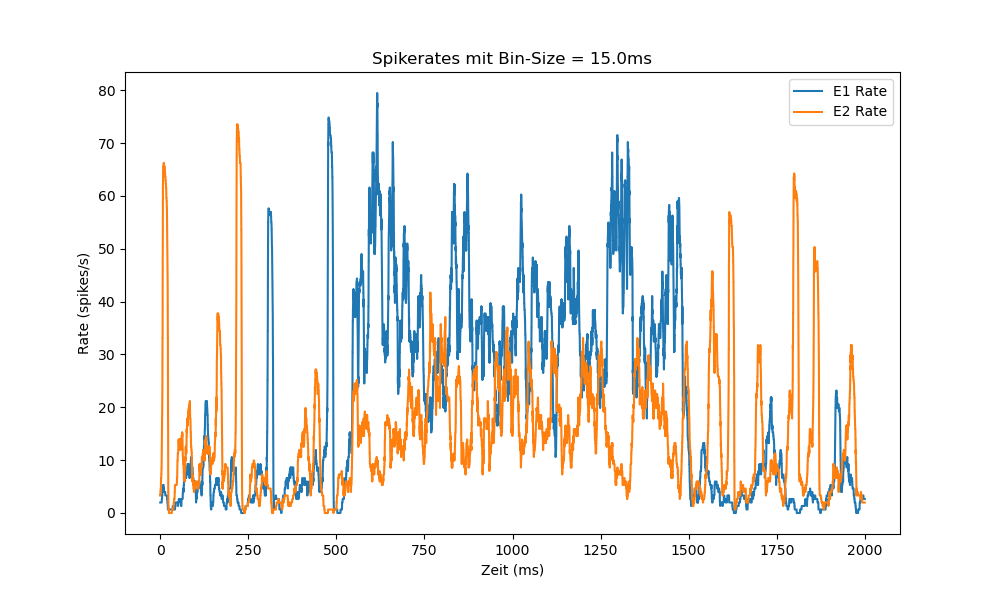 Spikerates mit Bin-Size = 15.0ms
E1 Rate
E2 Rate
80
70
60
50
40
30
20
10
0
Rate (spikes/s)
0 250 500 750 1000 1250 1500 1750 2000
Zeit (ms)